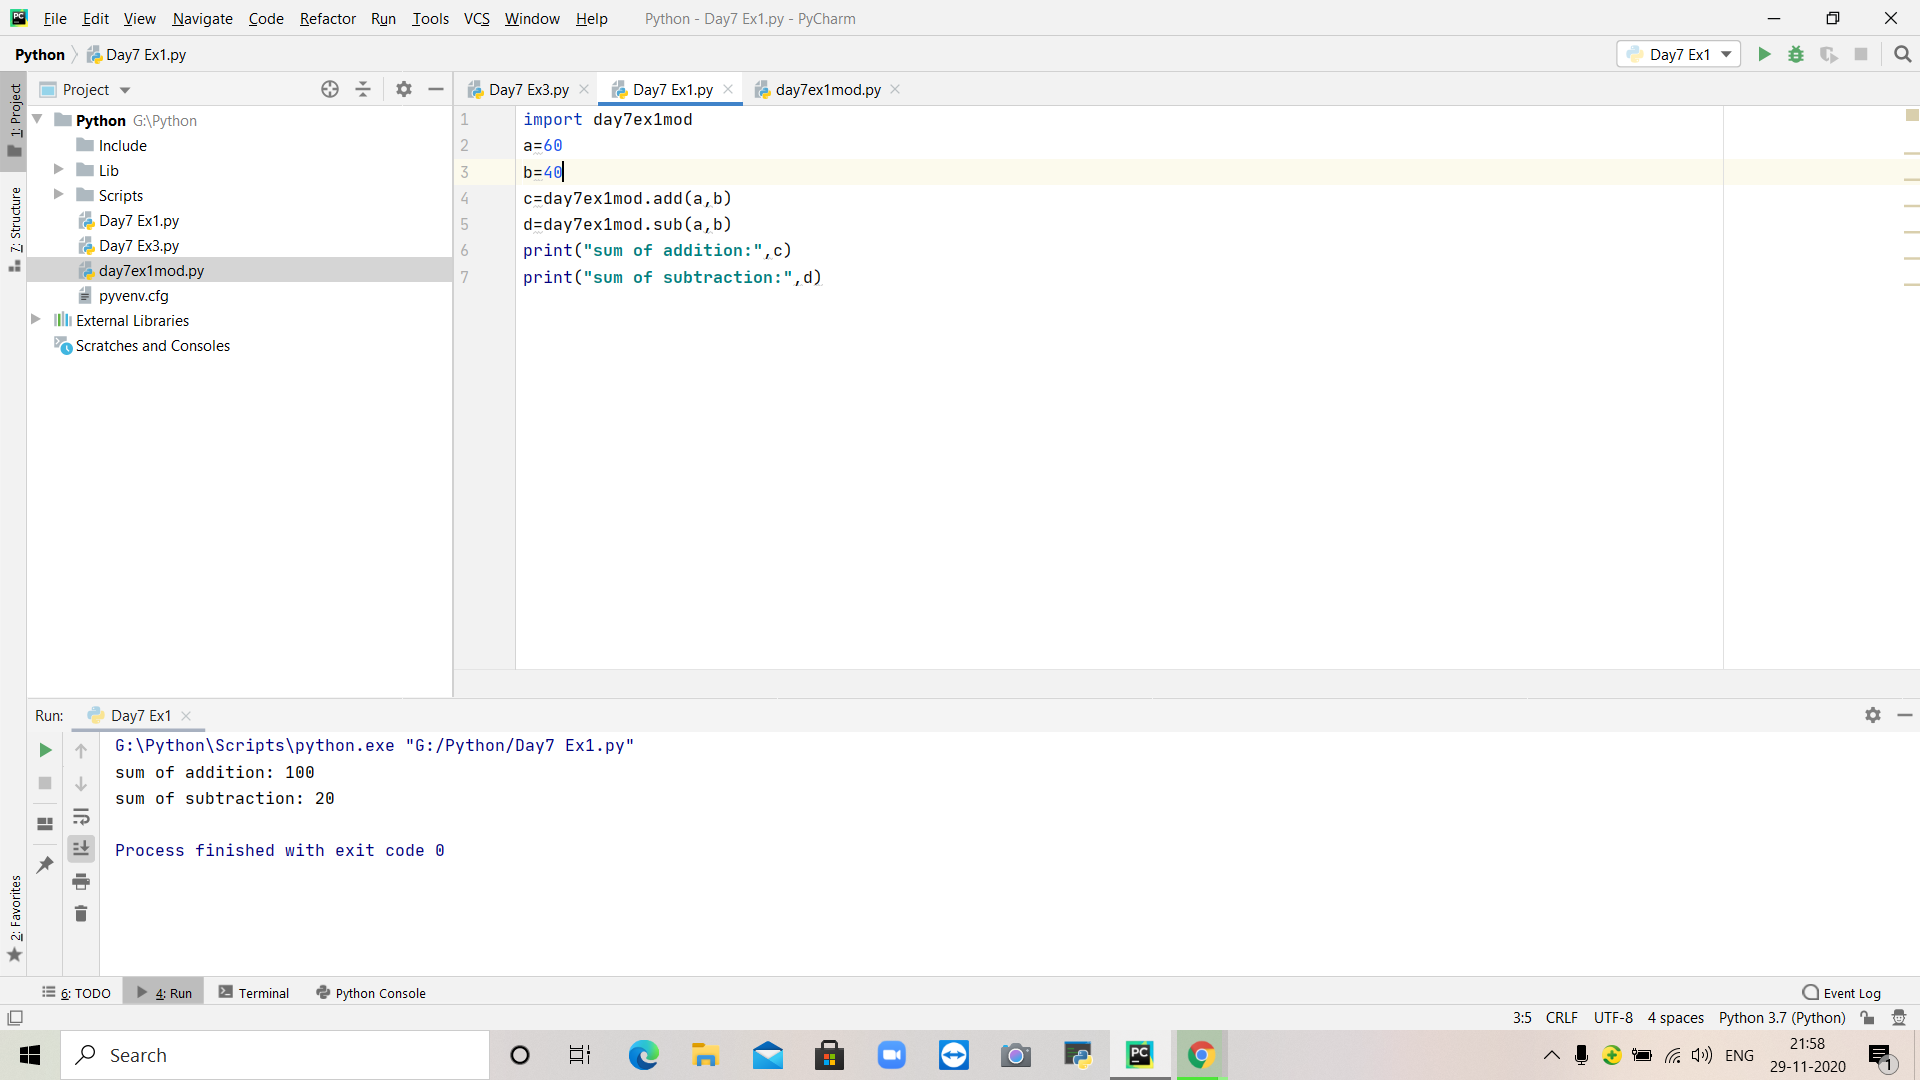 File Edit View Navigate Code Refactor Run Tools VCS Window Help Python - Day7 Ex1.py - PyCharm
Python Day7 Ex1.py Day7 Ex1
1: Project
Project
Day7 Ex3.py Day7 Ex1.py day7ex1mod.py
Python G:\Python
Include
Lib
Scripts
Day7 Ex1.py
Day7 Ex3.py
day7ex1mod.py
pyvenv.cfg
External Libraries
Scratches and Consoles
7: Structure
1 import day7ex1mod
2 a=60
3 b=40
4 c=day7ex1mod.add(a,b)
5 d=day7ex1mod.sub(a,b)
6 print("sum of addition:",c)
7 print("sum of subtraction:",d)
Run: Day7 Ex1
G:\Python\Scripts\python.exe "G:/Python/Day7 Ex1.py"
sum of addition: 100
sum of subtraction: 20
Process finished with exit code 0
2: Favorites
6: TODO 4: Run Terminal Python Console Event Log
3:5 CRLF UTF-8 4 spaces Python 3.7 (Python)
Search ENG 21:58
29-11-2020 1